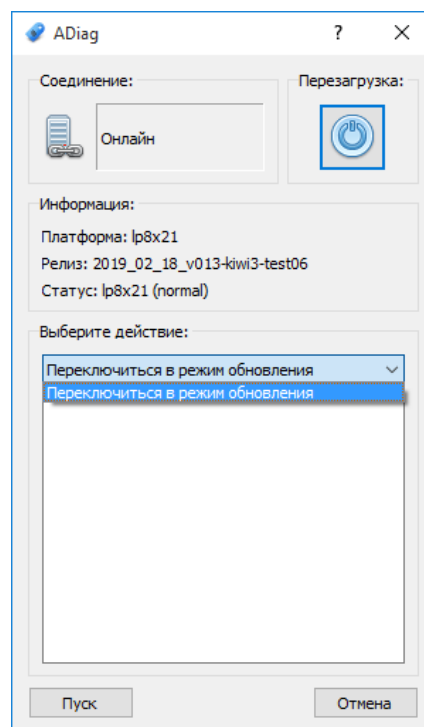 ADiag
Соединение:
Перезагрузка:
Онлайн
Информация:
Платформа: lp8x21
Релиз: 2019_02_18_v013-kiwi3-test06
Статус: lp8x21 (normal)
Выберите действие:
Переключиться в режим обновления
Переключиться в режим обновления
Пуск
Отмена